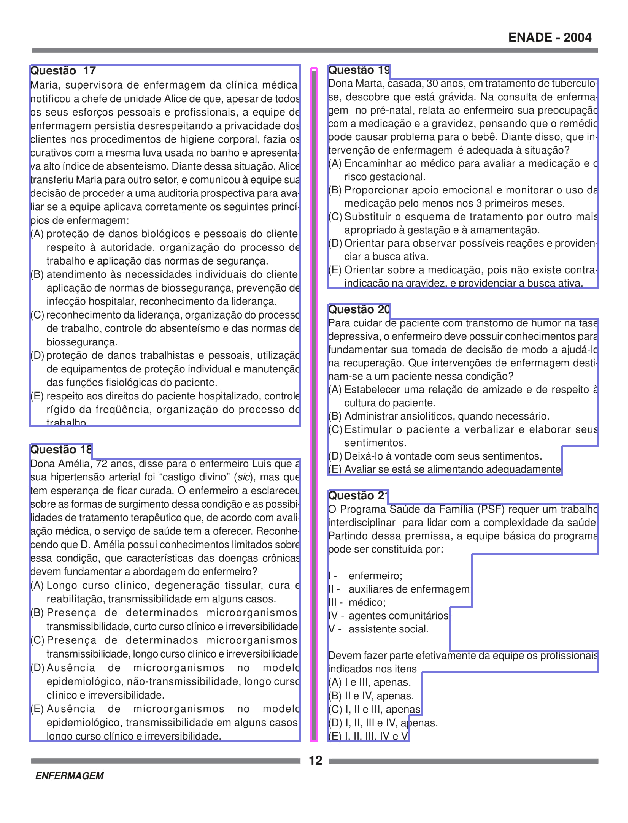 ENADE - 2004
Questão 17
Maria, supervisora de enfermagem da clínica médica
notificou a chefe de unidade Alice de que, apesar de todos
os seus esforços pessoais e profissionais, a equipe de
enfermagem persistia desrespeitando a privacidade dos
clientes nos procedimentos de higiene corporal, fazia os
curativos com a mesma luva usada no banho e apresenta-
va alto índice de absenteísmo. Diante dessa situação, Alice
transferiu Maria para outro setor, e comunicou à equipe sua
decisão de proceder a uma auditoria prospectiva para ava-
liar se a equipe aplicava corretamente os seguintes princí-
pios de enfermagem:
(A) proteção de danos biológicos e pessoais do cliente
respeito à autoridade, organização do processo de
trabalho e aplicação das normas de segurança.
(B) atendimento às necessidades individuais do cliente
aplicação de normas de biossegurança, prevenção de
infecção hospitalar, reconhecimento da liderança.
(C) reconhecimento da liderança, organização do processo
de trabalho, controle do absenteísmo e das normas de
biossegurança.
(D) proteção de danos trabalhistas e pessoais, utilização
de equipamentos de proteção individual e manutenção
das funções fisiológicas do paciente.
(E) respeito aos direitos do paciente hospitalizado, controle
rígido da freqüência, organização do processo de
trabalho
Questão 18
Dona Amélia, 72 anos, disse para o enfermeiro Luis que a
sua hipertensão arterial foi “castigo divino” (sic), mas que
tem esperança de ficar curada. O enfermeiro a esclareceu
sobre as formas de surgimento dessa condição e as possibi-
lidades de tratamento terapêutico que, de acordo com avali-
ação médica, o serviço de saúde tem a oferecer. Reconhe-
cendo que D. Amélia possui conhecimentos limitados sobre
essa condição, que características das doenças crônicas
devem fundamentar a abordagem do enfermeiro?
(A) Longo curso clínico, degeneração tissular, cura e
reabilitação, transmissibilidade em alguns casos.
(B) Presença de determinados microorganismos
transmissibilidade, curto curso clínico e irreversibilidade
(C) Presença de determinados microorganismos
transmissibilidade, longo curso clínico e irreversibilidade
(D) Ausência de microorganismos no modelo
epidemiológico, não-transmissibilidade, longo curso
clínico e irreversibilidade.
(E) Ausência de microorganismos no modelo
epidemiológico, transmissibilidade em alguns casos
longo curso clínico e irreversibilidade.
Questão 19
Dona Marta, casada, 30 anos, em tratamento de tuberculo-
se, descobre que está grávida. Na consulta de enferma-
gem no pré-natal, relata ao enfermeiro sua preocupação
com a medicação e a gravidez, pensando que o remédio
pode causar problema para o bebê. Diante disso, que in-
tervenção de enfermagem é adequada à situação?
(A) Encaminhar ao médico para avaliar a medicação e o
risco gestacional.
(B) Proporcionar apoio emocional e monitorar o uso da
medicação pelo menos nos 3 primeiros meses.
(C) Substituir o esquema de tratamento por outro mais
apropriado à gestação e à amamentação.
(D) Orientar para observar possíveis reações e providen-
ciar a busca ativa.
(E) Orientar sobre a medicação, pois não existe contra-
indicação na gravidez, e providenciar a busca ativa.
Questão 20
Para cuidar de paciente com transtorno de humor na fase
depressiva, o enfermeiro deve possuir conhecimentos para
fundamentar sua tomada de decisão de modo a ajudá-lo
na recuperação. Que intervenções de enfermagem desti-
nam-se a um paciente nessa condição?
(A) Estabelecer uma relação de amizade e de respeito à
cultura do paciente.
(B) Administrar ansiolíticos, quando necessário.
(C) Estimular o paciente a verbalizar e elaborar seus
sentimentos.
(D) Deixá-lo à vontade com seus sentimentos.
(E) Avaliar se está se alimentando adequadamente
Questão 21
O Programa Saúde da Família (PSF) requer um trabalho
interdisciplinar para lidar com a complexidade da saúde
Partindo dessa premissa, a equipe básica do programa
pode ser constituída por:
I - enfermeiro;
II - auxiliares de enfermagem
III - médico;
IV - agentes comunitários
V - assistente social.
Devem fazer parte efetivamente da equipe os profissionais
indicados nos itens
(A) I e III, apenas.
(B) II e IV, apenas.
(C) I, II e III, apenas
(D) I, II, III e IV, apenas.
(E) I, II, III, IV e V
12
ENFERMAGEM